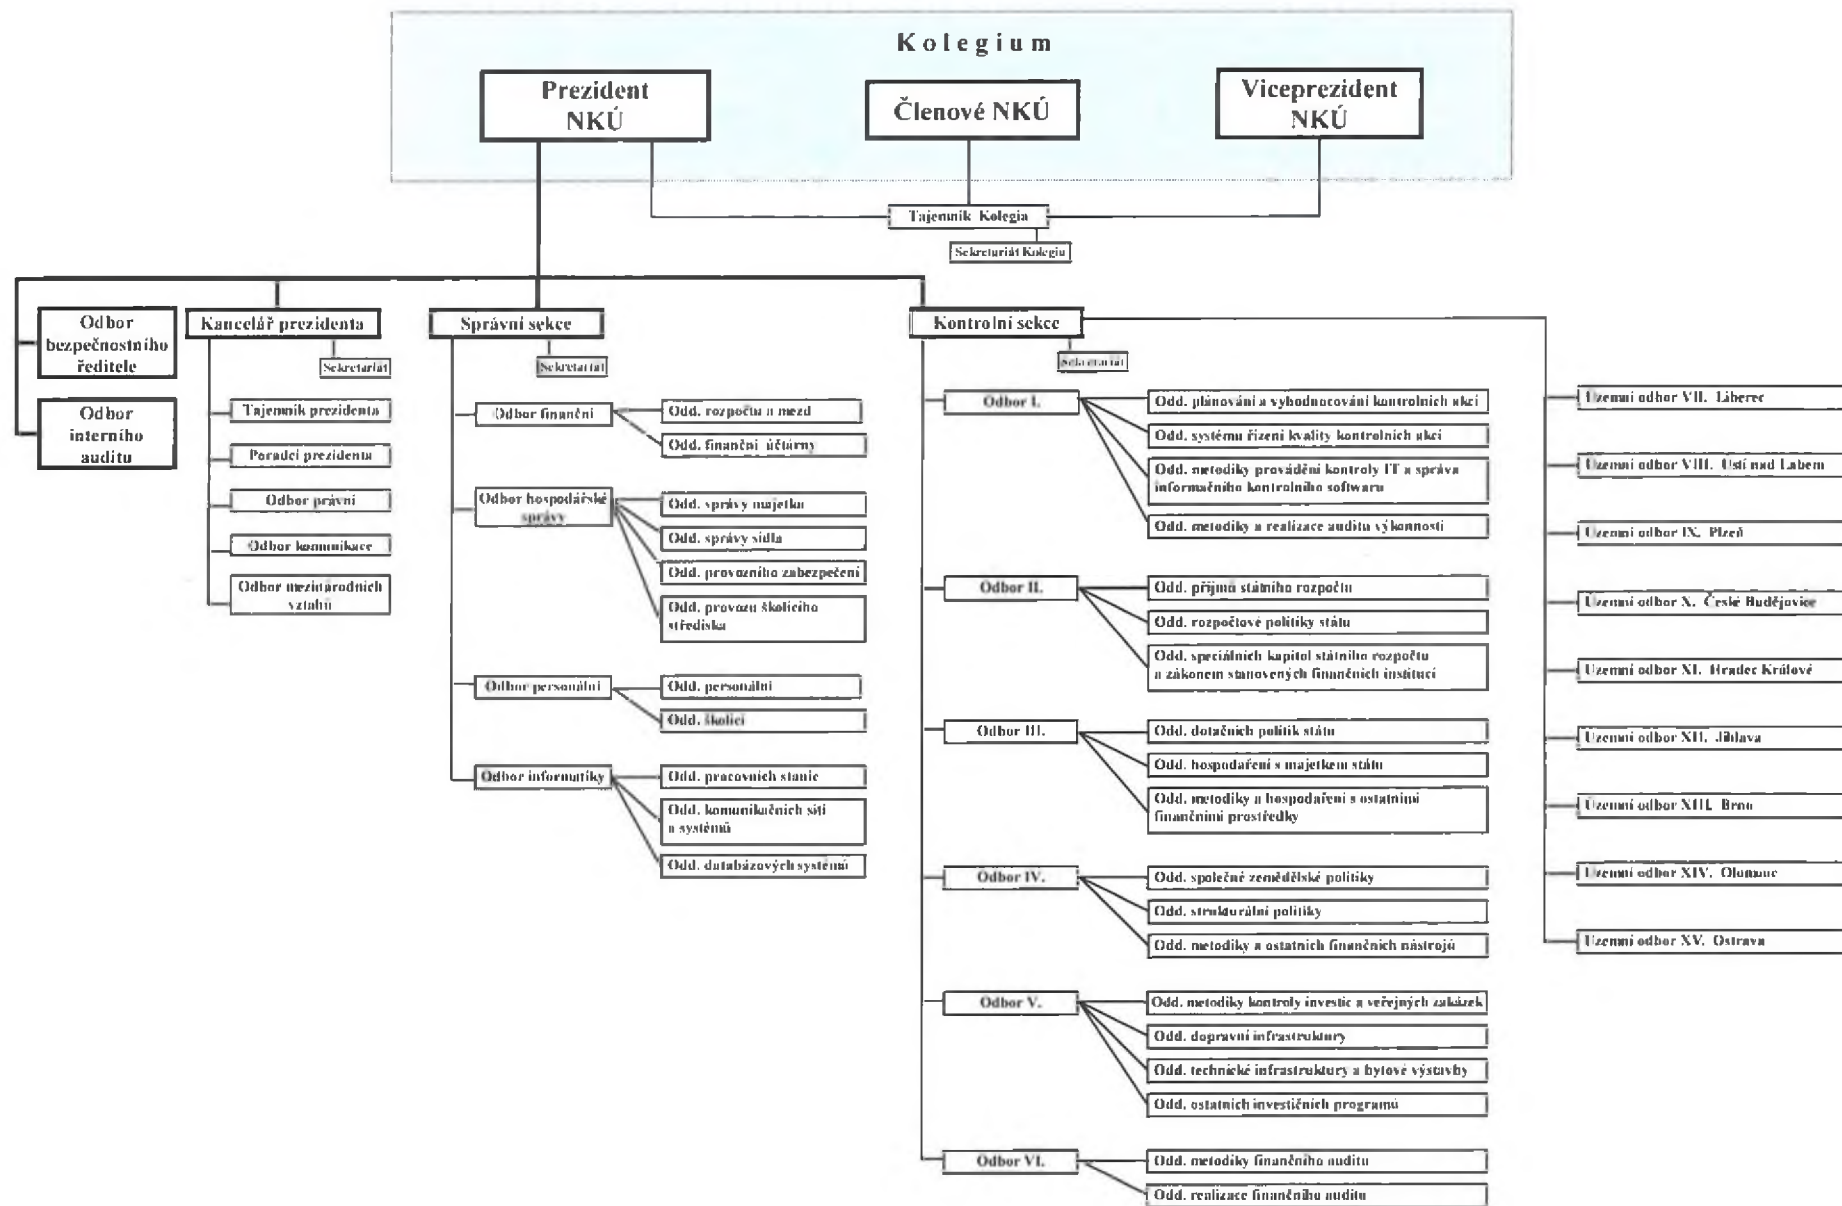 Kolegium
Prezident
NKÚ
Členové NKÚ
Viceprezident
NKÚ
Tajemník Kolegia
Sekretariát Kolegia
Odbor
bezpečnostního
ředitele
Odbor
interního
auditu
Kancelář prezidenta
Sekretariát
Tajemník prezidenta
Poradci prezidenta
Odbor právní
Odbor komunikace
Odbor mezinárodních
vztahů
Správní sekce
Sekretariát
Odbor finanční
Odd. rozpočtu a mezd
Odd. finanční účtárny
Odbor hospodářské
správy
Odd. správy majetku
Odd. správy sídla
Odd. provozního zabezpečení
Odd. provozu školicího
střediska
Odbor personální
Odd. personální
Odd. školicí
Odbor informatiky
Odd. pracovních stanic
Odd. komunikačních sítí
a systémů
Odd. databázových systémů
Kontrolní sekce
Sekretariát
Odbor I.
Odd. plánování a vyhodnocování kontrolních akcí
Odd. systému řízení kvality kontrolních akcí
Odd. metodiky provádění kontroly IT a správa
informačního kontrolního softwaru
Odd. metodiky a realizace auditu výkonnosti
Odbor II.
Odd. příjmů státního rozpočtu
Odd. rozpočtové politiky státu
Odd. speciálních kapitol státního rozpočtu
a zákonem stanovených finančních institucí
Odbor III.
Odd. dotačních politik státu
Odd. hospodaření s majetkem státu
Odd. metodiky a hospodaření s ostatními
finančními prostředky
Odbor IV.
Odd. společné zemědělské politiky
Odd. strukturální politiky
Odd. metodiky a ostatních finančních nástrojů
Odbor V.
Odd. metodiky kontroly investic a veřejných zakázek
Odd. dopravní infrastruktury
Odd. technické infrastruktury a bytové výstavby
Odd. ostatních investičních programů
Odbor VI.
Odd. metodiky finančního auditu
Odd. realizace finančního auditu
Územní odbor VII. Liberec
Územní odbor VIII. Ústí nad Labem
Územní odbor IX. Plzeň
Územní odbor X. České Budějovice
Územní odbor XI. Hradec Králové
Územní odbor XII. Jihlava
Územní odbor XIII. Brno
Územní odbor XIV. Olomouc
Územní odbor XV. Ostrava